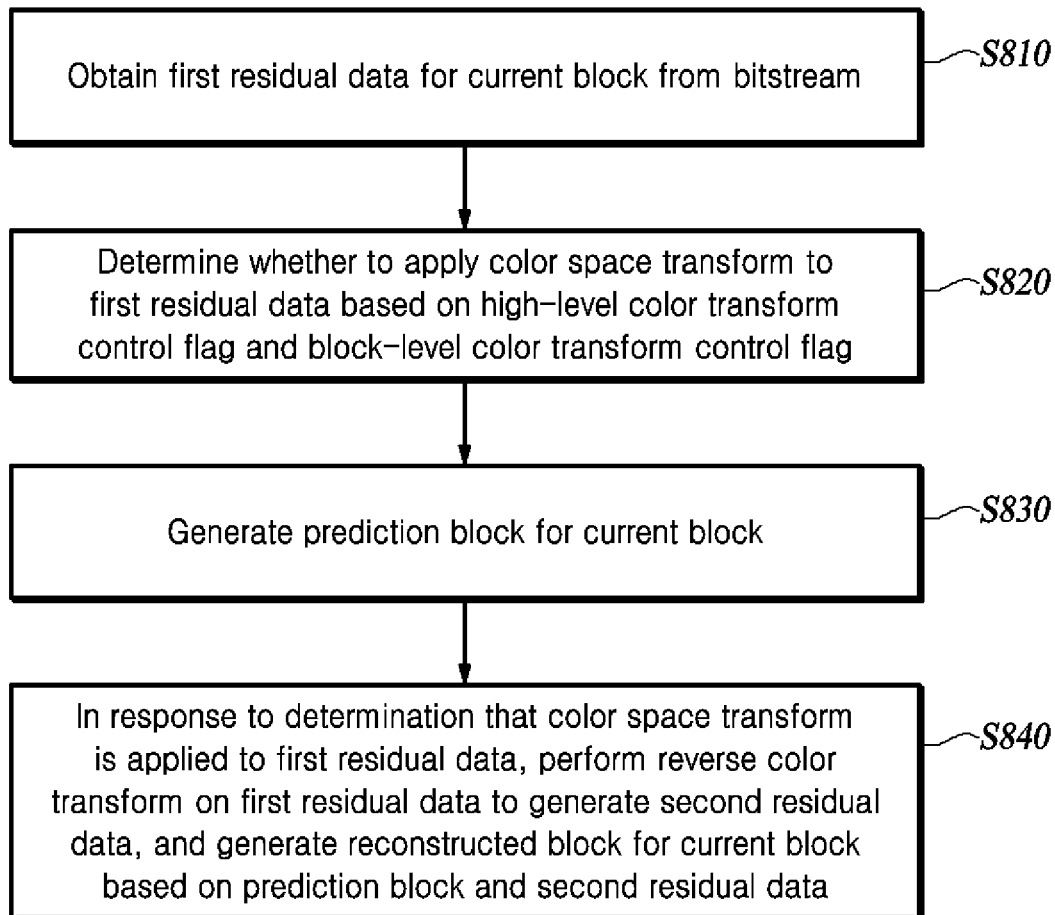 Obtain first residual data for current block from bitstream
S810
Determine whether to apply color space transform to
first residual data based on high-level color transform
control flag and block-level color transform control flag
S820
Generate prediction block for current block
S830
In response to determination that color space transform
is applied to first residual data, perform reverse color
transform on first residual data to generate second residual
data, and generate reconstructed block for current block
based on prediction block and second residual data
S840